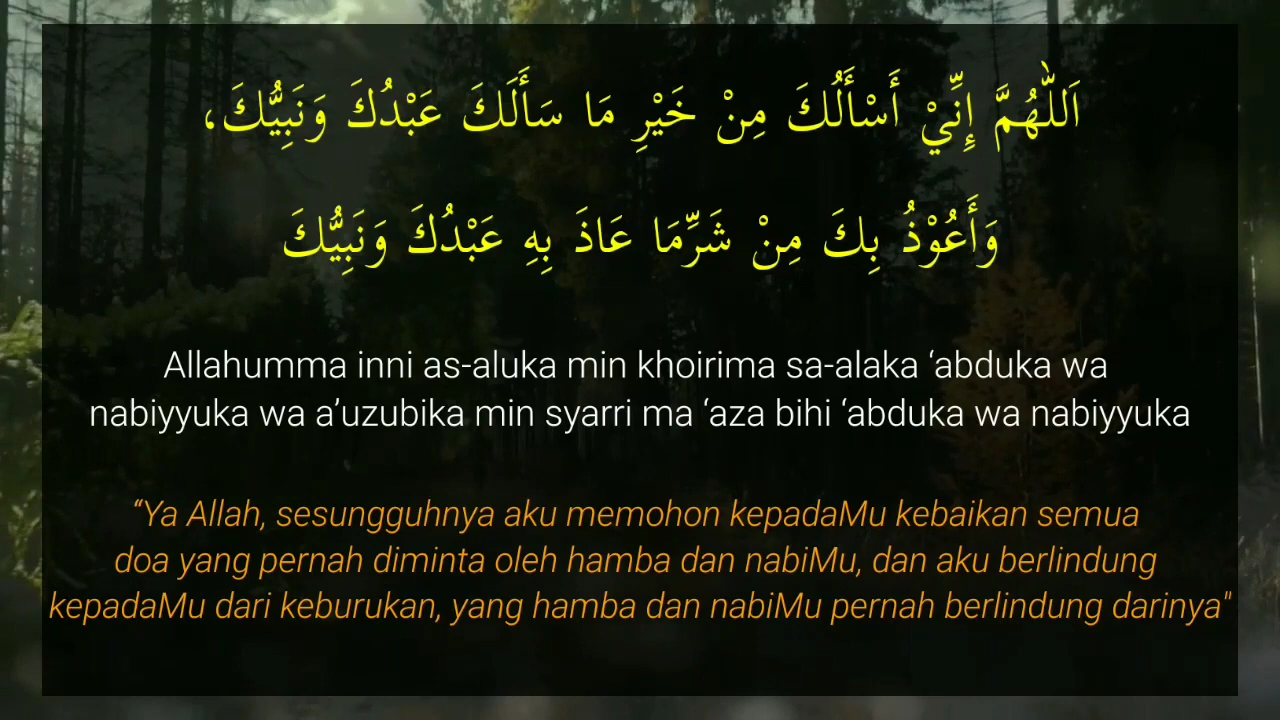 اَللّٰهُمَّ إِنِّيْ أَسْأَلُكَ مِنْ خَيْرِ مَا سَأَلَكَ عَبْدُكَ وَنَبِيُّكَ،
وَأَعُوْذُ بِكَ مِنْ شَرِّمَا عَاذَ بِهِ عَبْدُكَ وَنَبِيُّكَ
Allahumma inni as-aluka min khoirima sa-alaka ‘abduka wa
nabiyyuka wa a’uzubika min syarri ma ‘aza bihi ‘abduka wa nabiyyuka
“Ya Allah, sesungguhnya aku memohon kepadaMu kebaikan semua
doa yang pernah diminta oleh hamba dan nabiMu, dan aku berlindung
kepadaMu dari keburukan, yang hamba dan nabiMu pernah berlindung darinya"